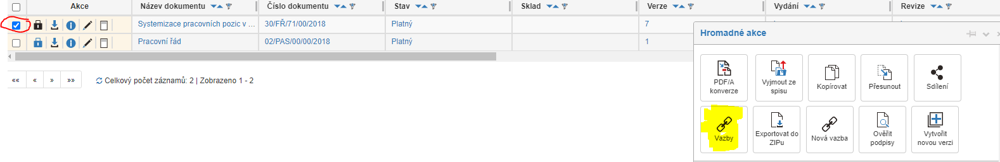 Akce Název dokumentu Číslo dokumentu Stav Sklad Verze Vydání Revize
Systemizace pracovních pozic v ... 30/FŘ/71/00/2018 Platný 7
Pracovní řád 02/PAS/00/00/2018 Platný 1
«« « » »» Celkový počet záznamů: 2 | Zobrazeno 1 - 2
Hromadné akce
PDF/A
konverze
Vyjmout ze
spisu
Kopírovat
Přesunout
Sdílení
Vazby
Exportovat do
ZIPu
Nová vazba
Ověřit
podpisy
Vytvořit
novou verzi